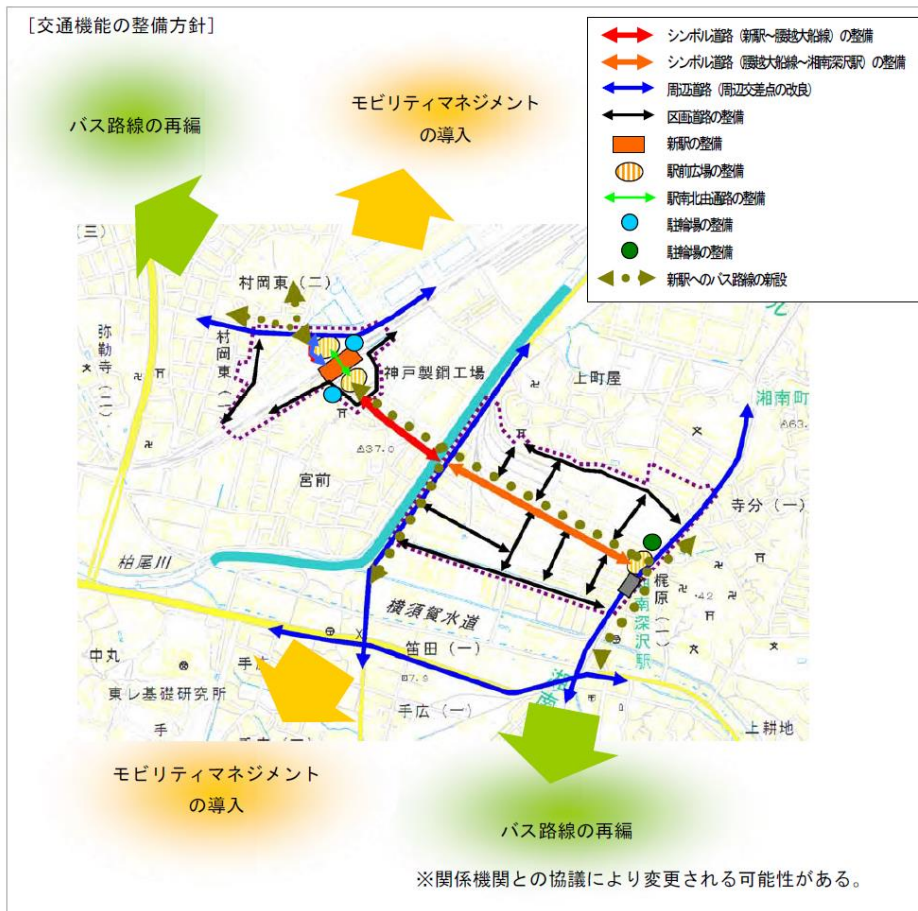 ［交通機能の整備方針］
バス路線の再編
モビリティマネジメント
の導入
シンボル道路（新駅～腰越大船線）の整備
シンボル道路（腰越大船線～湘南深沢駅）の整備
周辺道路（周辺交差点の改良）
区画道路の整備
新駅の整備
駅前広場の整備
駅南北自由通路の整備
駐輪場の整備
駐輪場の整備
新駅へのバス路線の新設
（三）
村岡東（二）
弥勒寺（二）
村岡東（一）
神戸製鋼工場
上町屋
湘南町
△63.
△37.0
宮前
寺分（一）
柏尾川
横須賀水道
梶原（一）
湘南深沢駅
・42
中丸
笛田（一）
手広
東レ基礎研究所
手
手広（一）
湘南
上耕地
モビリティマネジメント
の導入
バス路線の再編
※関係機関との協議により変更される可能性がある。